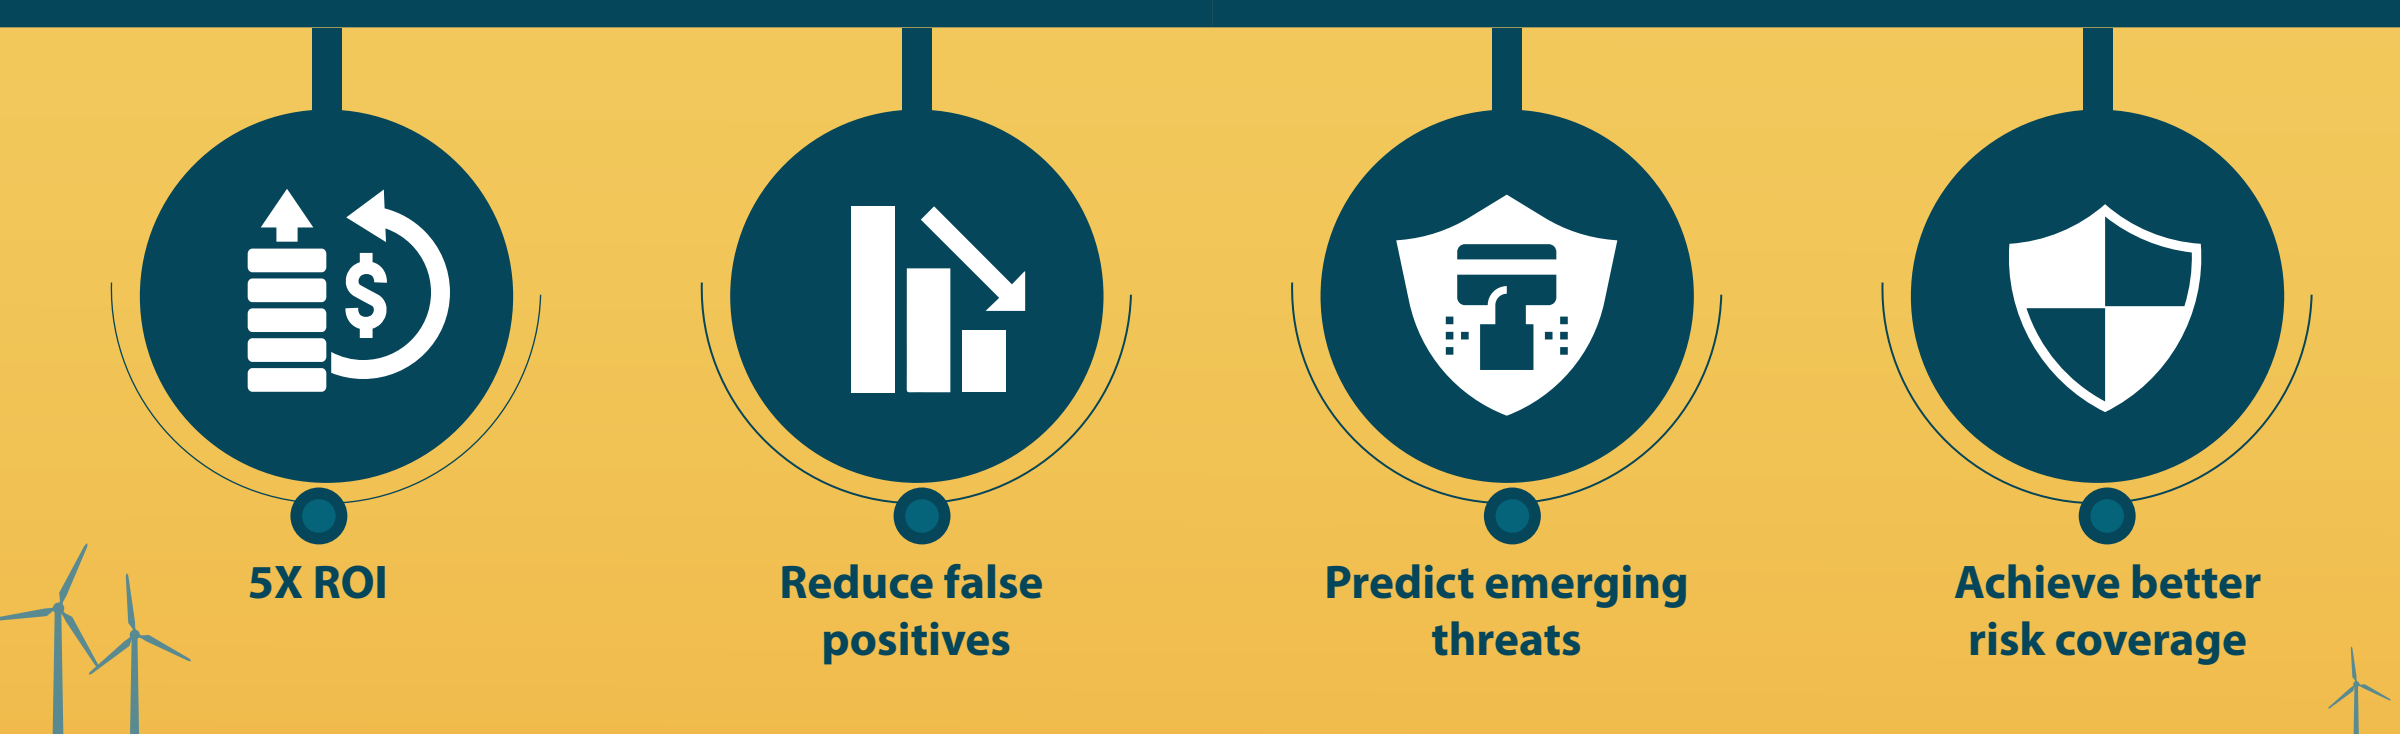 5X ROI
Reduce false
positives
Predict emerging
threats
Achieve better
risk coverage